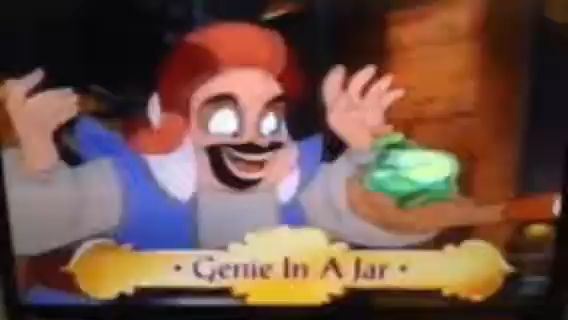 • Genie In A Jar •